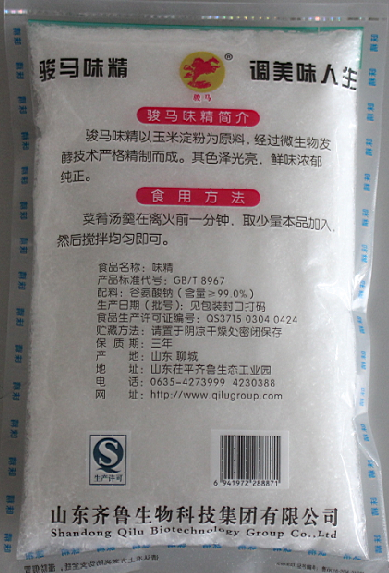 骏马味精
®
骏马
调美味人生
骏马味精简介
骏马味精以玉米淀粉为原料，经过微生物发
酵技术严格精制而成。其色泽光亮，鲜味浓郁
纯正。
食用方法
菜肴汤羹在离火前一分钟，取少量本品加入，
然后搅拌均匀即可。
食品名称：味精
产品标准代号：GB/T 8967
配料：谷氨酸钠（含量≥99.0%）
生产日期（批号）：见包装封口打码
食品生产许可证编号：QS3715 0304 0424
贮藏方法：请置于阴凉干燥处密闭保存
保质期：三年
产地：山东 聊城
地址：山东茌平齐鲁生态工业园
电话：0635-4273999 4230388
网址：http://www.qilugroup.com
QS
生产许可
6 941972 288871
山东齐鲁生物科技集团有限公司
Shandong Qilu Biotechnology Group Co.,Ltd